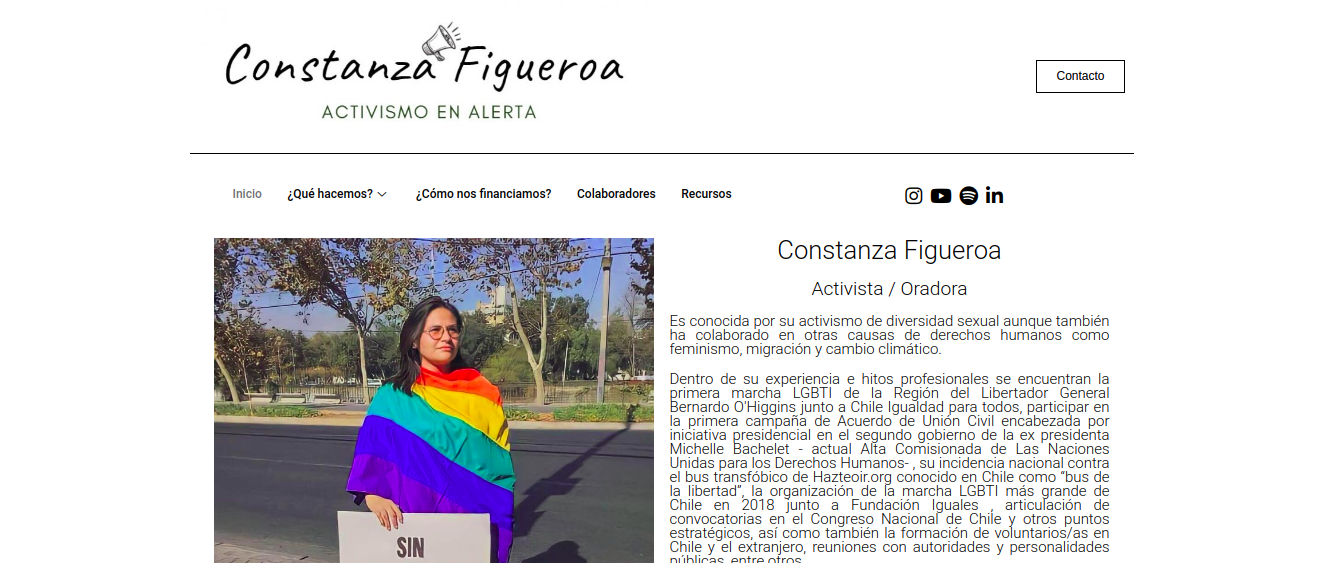 Constanza Figueroa
ACTIVISMO EN ALERTA
Contacto
Inicio ¿Qué hacemos? ¿Cómo nos financiamos? Colaboradores Recursos
SIN
Constanza Figueroa
Activista / Oradora
Es conocida por su activismo de diversidad sexual aunque también
ha colaborado en otras causas de derechos humanos como
feminismo, migración y cambio climático.
Dentro de su experiencia e hitos profesionales se encuentran la
primera marcha LGBTI de la Región del Libertador General
Bernardo O'Higgins junto a Chile Igualdad para todos, participar en
la primera campaña de Acuerdo de Unión Civil encabezada por
iniciativa presidencial en el segundo gobierno de la ex presidenta
Michelle Bachelet - actual Alta Comisionada de Las Naciones
Unidas para los Derechos Humanos- , su incidencia nacional contra
el bus transfóbico de Hazteoir.org conocido en Chile como “bus de
la libertad”, la organización de la marcha LGBTI más grande de
Chile en 2018 junto a Fundación Iguales , articulación de
convocatorias en el Congreso Nacional de Chile y otros puntos
estratégicos, así como también la formación de voluntarios/as en
Chile y el extranjero, reuniones con autoridades y personalidades
públicas, entre otros.